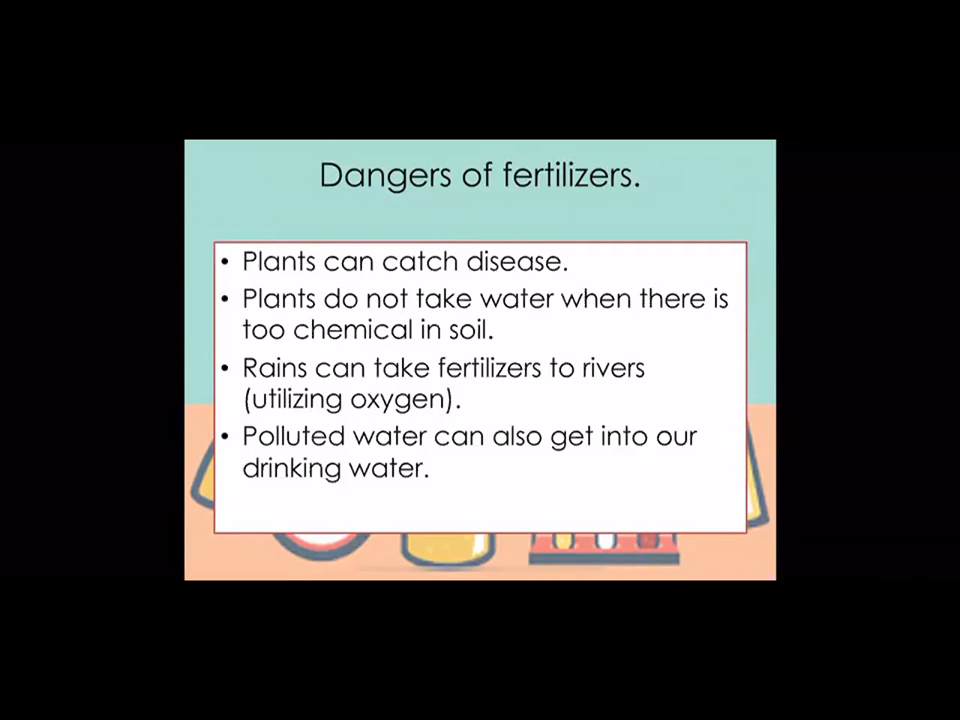 Dangers of fertilizers.
• Plants can catch disease.
• Plants do not take water when there is
too chemical in soil.
• Rains can take fertilizers to rivers
(utilizing oxygen).
• Polluted water can also get into our
drinking water.